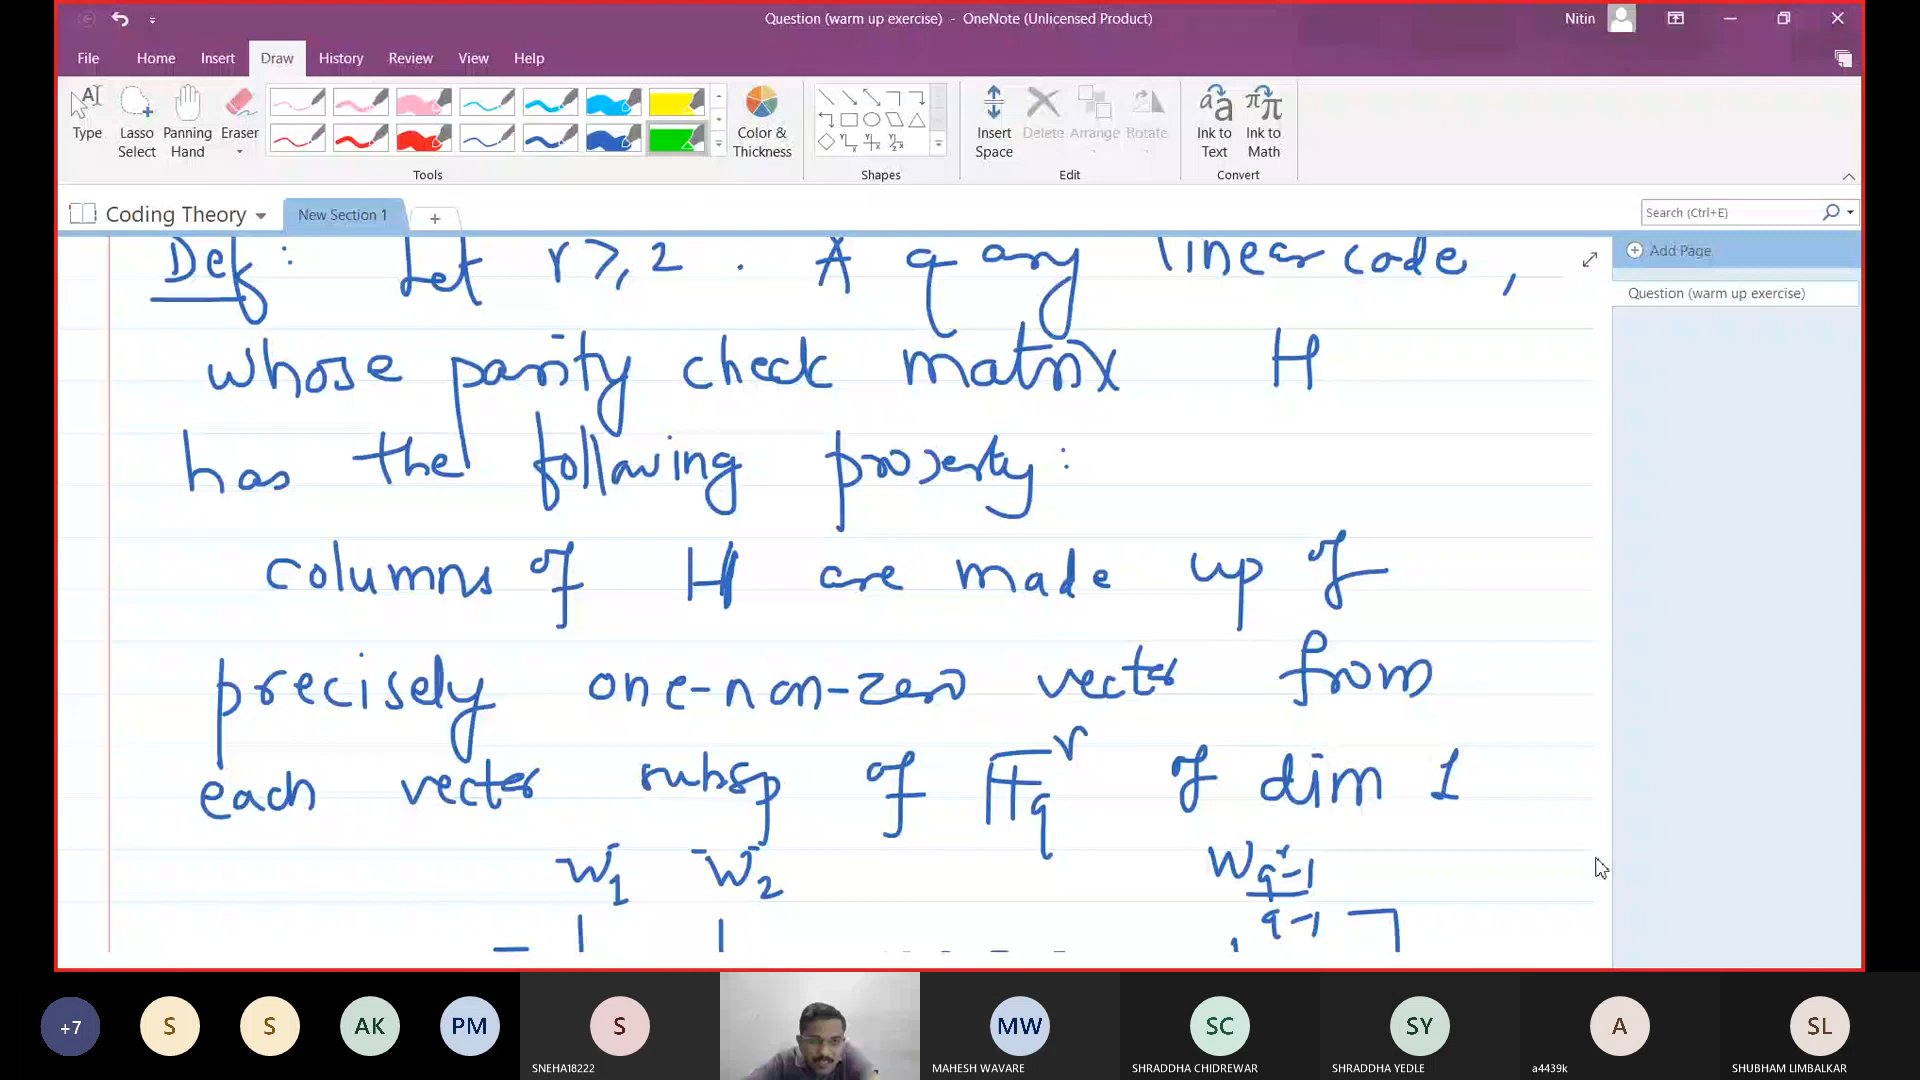 Question (warm up exercise) - OneNote (Unlicensed Product)
Nitin
File Home Insert Draw History Review View Help
Type
Lasso Select
Panning Hand
Eraser
Color & Thickness
Insert Space
Delete
Arrange
Rotate
Ink to Text
Ink to Math
Tools
Shapes
Edit
Convert
Coding Theory
New Section 1
+
Search (Ctrl+E)
Add Page
Question (warm up exercise)
Def : Let r ≥ 2 . A q ary linear code ,
whose parity check matrix H
has the following property :
columns of H are made up of
precisely one-non-zero vector from
each vector subsp of 𝔽_q^r of dim 1
W_1 W_2 W_{\frac{q^r-1}{q-1}}
+7
S
S
AK
PM
S
SNEHA18222
MW
MAHESH WAVARE
SC
SHRADDHA CHIDREWAR
SY
SHRADDHA YEDLE
A
a4439k
SL
SHUBHAM LIMBALKAR